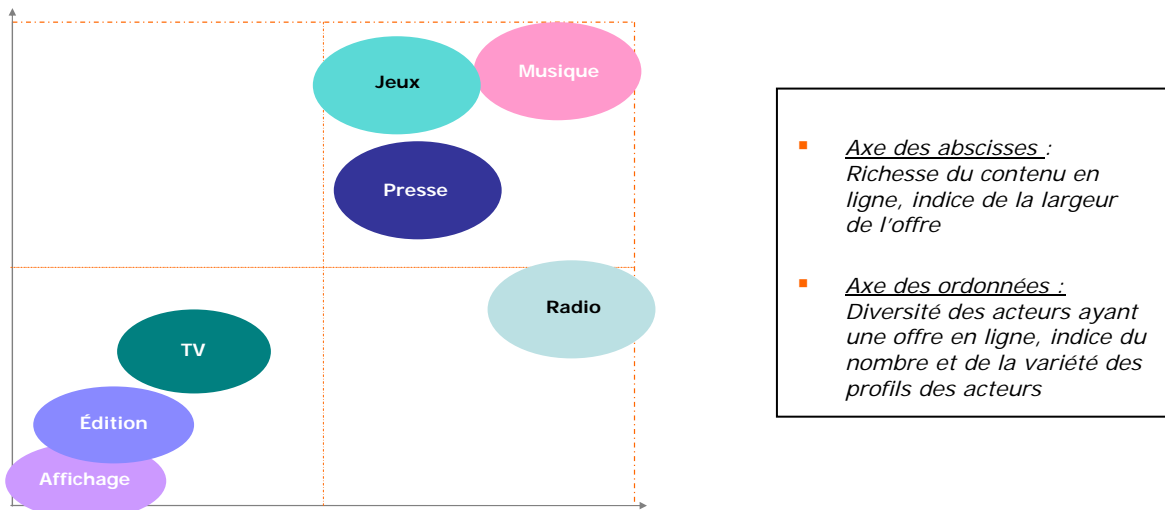 Jeux
Musique
Presse
Radio
TV
Édition
Affichage
▪ Axe des abscisses :
Richesse du contenu en
ligne, indice de la largeur
de l'offre
▪ Axe des ordonnées :
Diversité des acteurs ayant
une offre en ligne, indice du
nombre et de la variété des
profils des acteurs